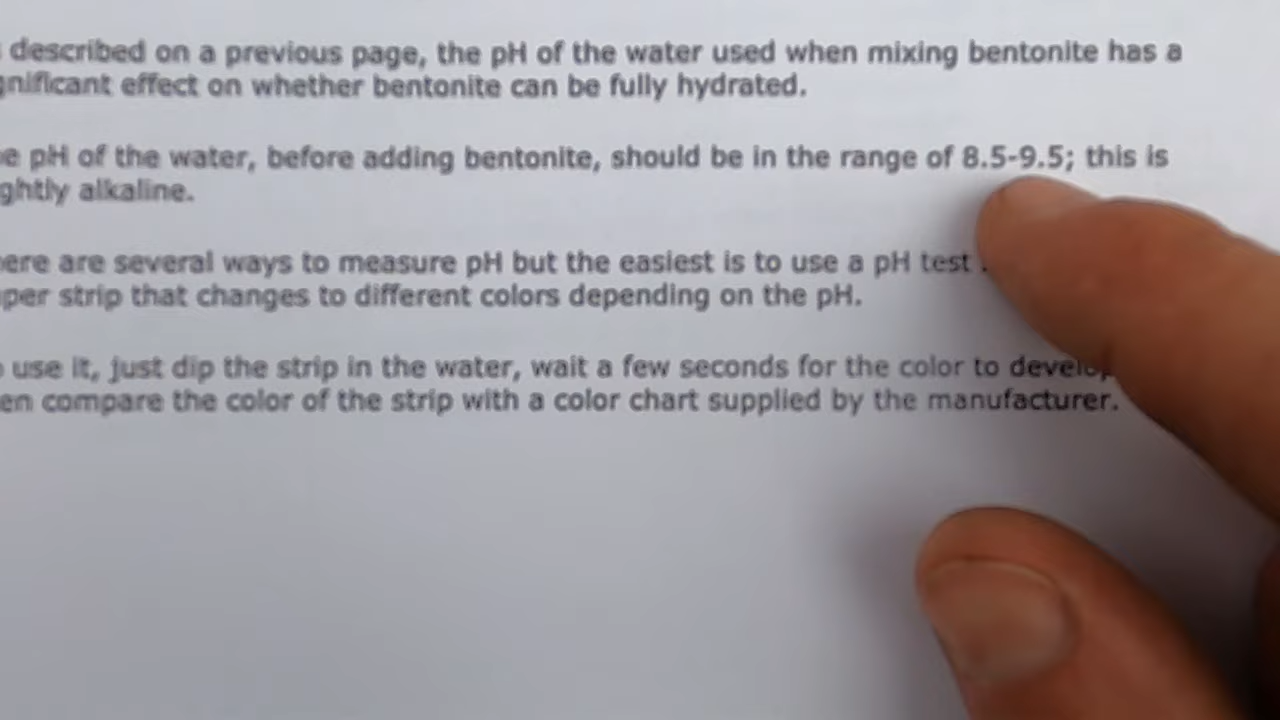 described on a previous page, the pH of the water used when mixing bentonite has a
gnificant effect on whether bentonite can be fully hydrated.
e pH of the water, before adding bentonite, should be in the range of 8.5-9.5; this is
ghtly alkaline.
ere are several ways to measure pH but the easiest is to use a pH test
per strip that changes to different colors depending on the pH.
use it, just dip the strip in the water, wait a few seconds for the color to develop
en compare the color of the strip with a color chart supplied by the manufacturer.